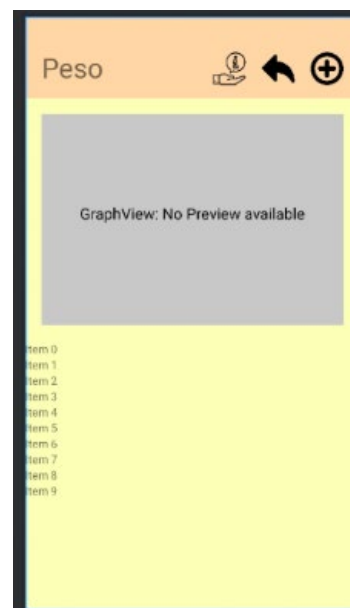 Peso
GraphView: No Preview available
Item 0
Item 1
Item 2
Item 3
Item 4
Item 5
Item 6
Item 7
Item 8
Item 9